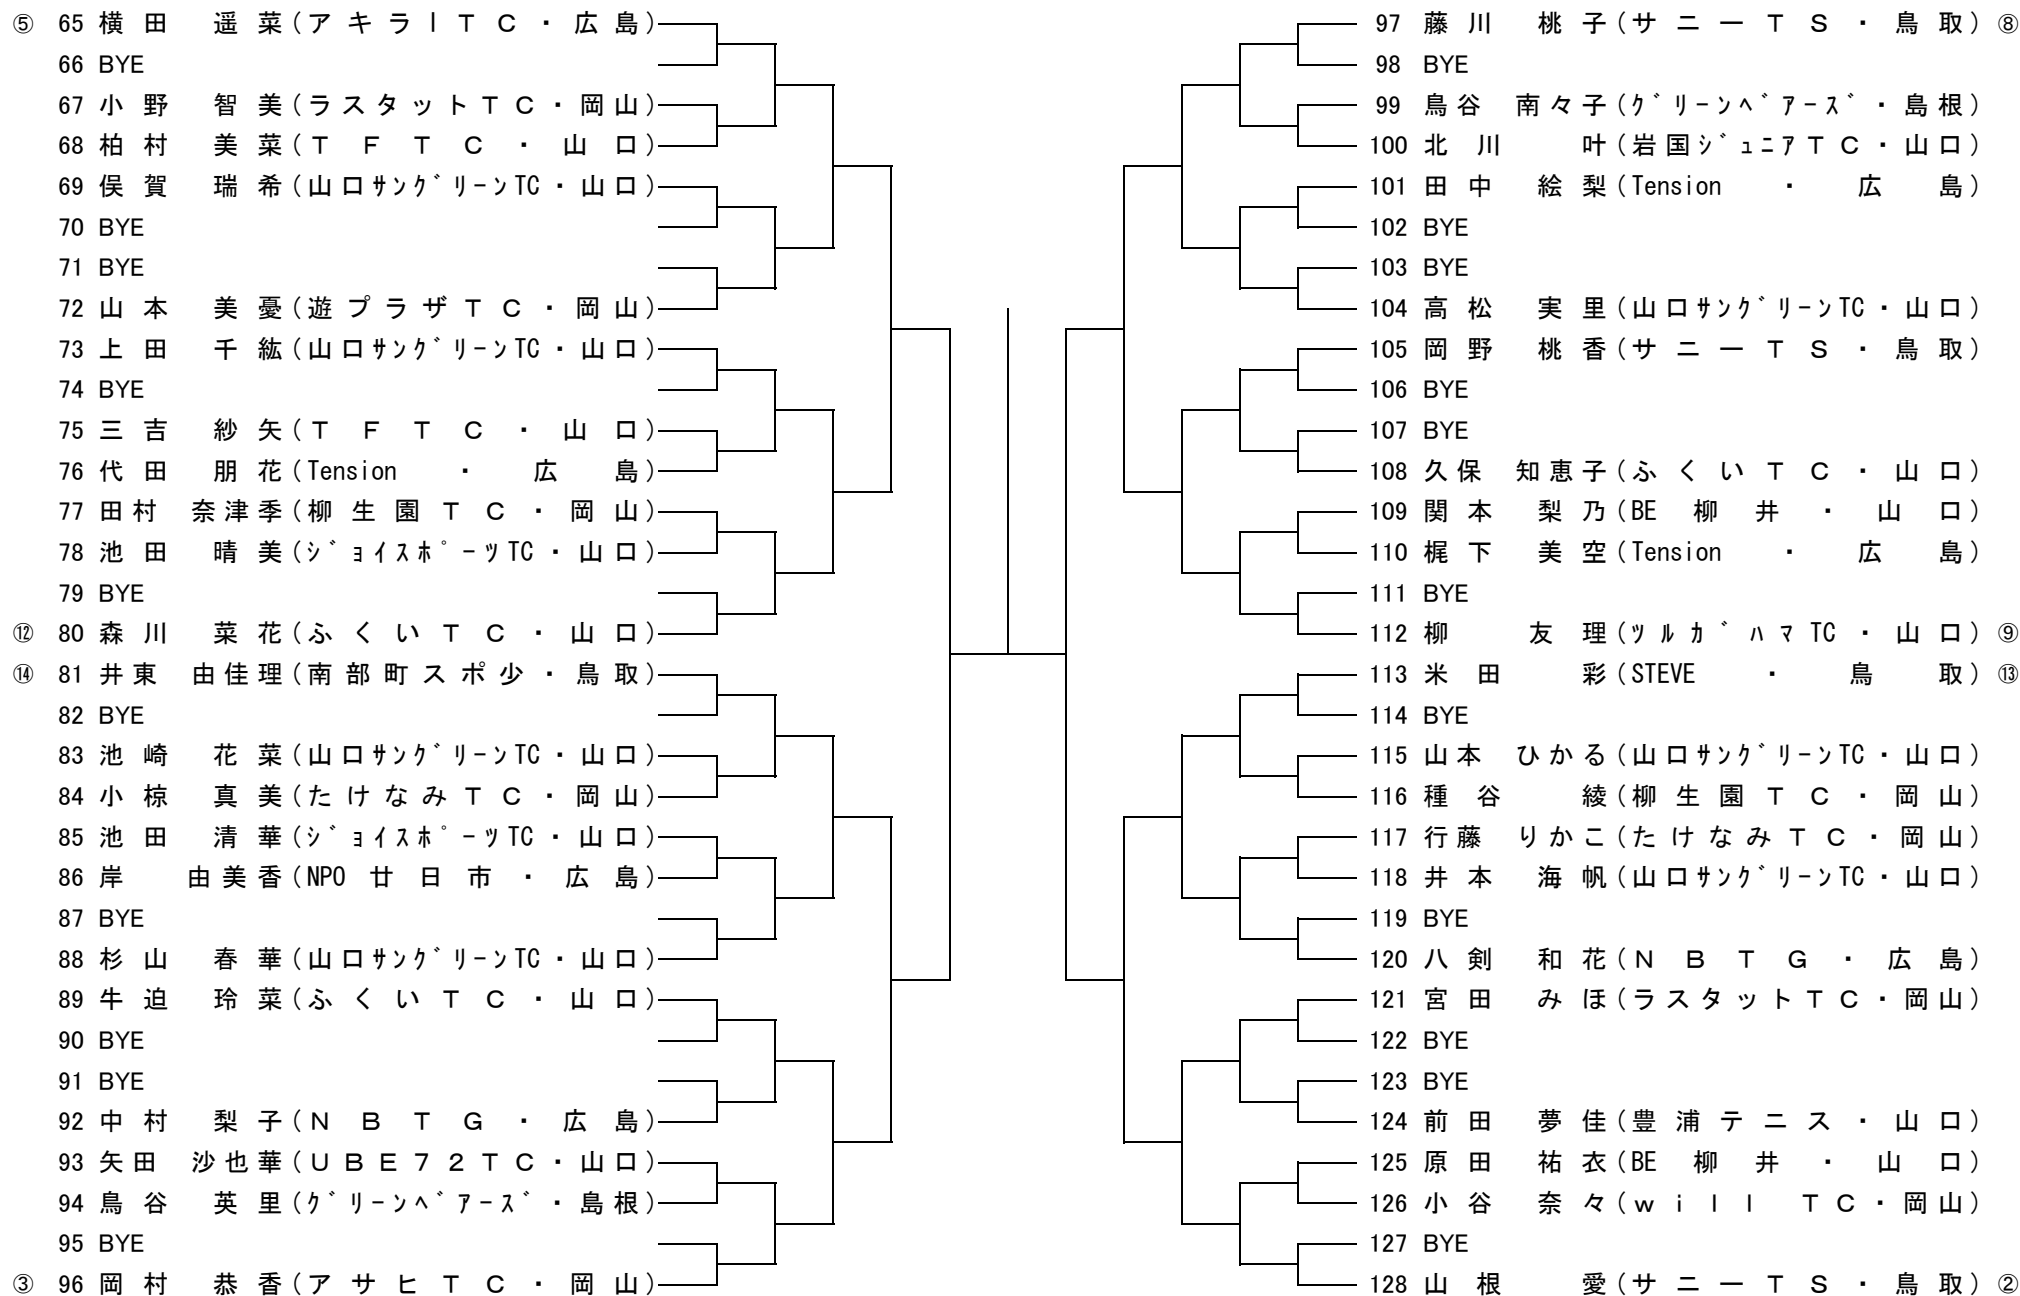 ⑤ 65 横田 遥菜(アキラITC・広島)
66 BYE
67 小野 智美(ラスタットTC・岡山)
68 柏村 美菜(TFTC・山口)
69 俣賀 瑞希(山口ｻﾝｸﾞﾘｰﾝTC・山口)
70 BYE
71 BYE
72 山本 美憂(遊プラザTC・岡山)
73 上田 千紘(山口ｻﾝｸﾞﾘｰﾝTC・山口)
74 BYE
75 三吉 紗矢(TFTC・山口)
76 代田 朋花(Tension ・ 広島)
77 田村 奈津季(柳生園TC・岡山)
78 池田 晴美(ｼﾞｮｲｽﾎﾟｰﾂTC・山口)
79 BYE
⑫ 80 森川 菜花(ふくいTC・山口)
⑭ 81 井東 由佳理(南部町スポ少・鳥取)
82 BYE
83 池崎 花菜(山口ｻﾝｸﾞﾘｰﾝTC・山口)
84 小椋 真美(たけなみTC・岡山)
85 池田 清華(ｼﾞｮｲｽﾎﾟｰﾂTC・山口)
86 岸 由美香(NPO廿日市・広島)
87 BYE
88 杉山 春華(山口ｻﾝｸﾞﾘｰﾝTC・山口)
89 牛迫 玲菜(ふくいTC・山口)
90 BYE
91 BYE
92 中村 梨子(NBTG・広島)
93 矢田 沙也華(UBE72TC・山口)
94 鳥谷 英里(ｸﾞﾘｰﾝﾍﾞｱｰｽﾞ・島根)
95 BYE
③ 96 岡村 恭香(アサヒTC・岡山)
97 藤川 桃子(サニーTS・鳥取) ⑧
98 BYE
99 鳥谷 南々子(ｸﾞﾘｰﾝﾍﾞｱｰｽﾞ・島根)
100 北川 叶(岩国ｼﾞｭﾆｱTC・山口)
101 田中 絵梨(Tension ・ 広島)
102 BYE
103 BYE
104 高松 実里(山口ｻﾝｸﾞﾘｰﾝTC・山口)
105 岡野 桃香(サニーTS・鳥取)
106 BYE
107 BYE
108 久保 知恵子(ふくいTC・山口)
109 関本 梨乃(BE柳井・山口)
110 梶下 美空(Tension ・ 広島)
111 BYE
112 柳 友理(ﾂﾙｶﾞﾊﾏTC・山口) ⑨
113 米田 彩(STEVE ・ 鳥取) ⑬
114 BYE
115 山本 ひかる(山口ｻﾝｸﾞﾘｰﾝTC・山口)
116 種谷 綾(柳生園TC・岡山)
117 行藤 りかこ(たけなみTC・岡山)
118 井本 海帆(山口ｻﾝｸﾞﾘｰﾝTC・山口)
119 BYE
120 八剣 和花(NBTG・広島)
121 宮田 みほ(ラスタットTC・岡山)
122 BYE
123 BYE
124 前田 夢佳(豊浦テニス・山口)
125 原田 祐衣(BE柳井・山口)
126 小谷 奈々(will TC・岡山)
127 BYE
128 山根 愛(サニーTS・鳥取) ②